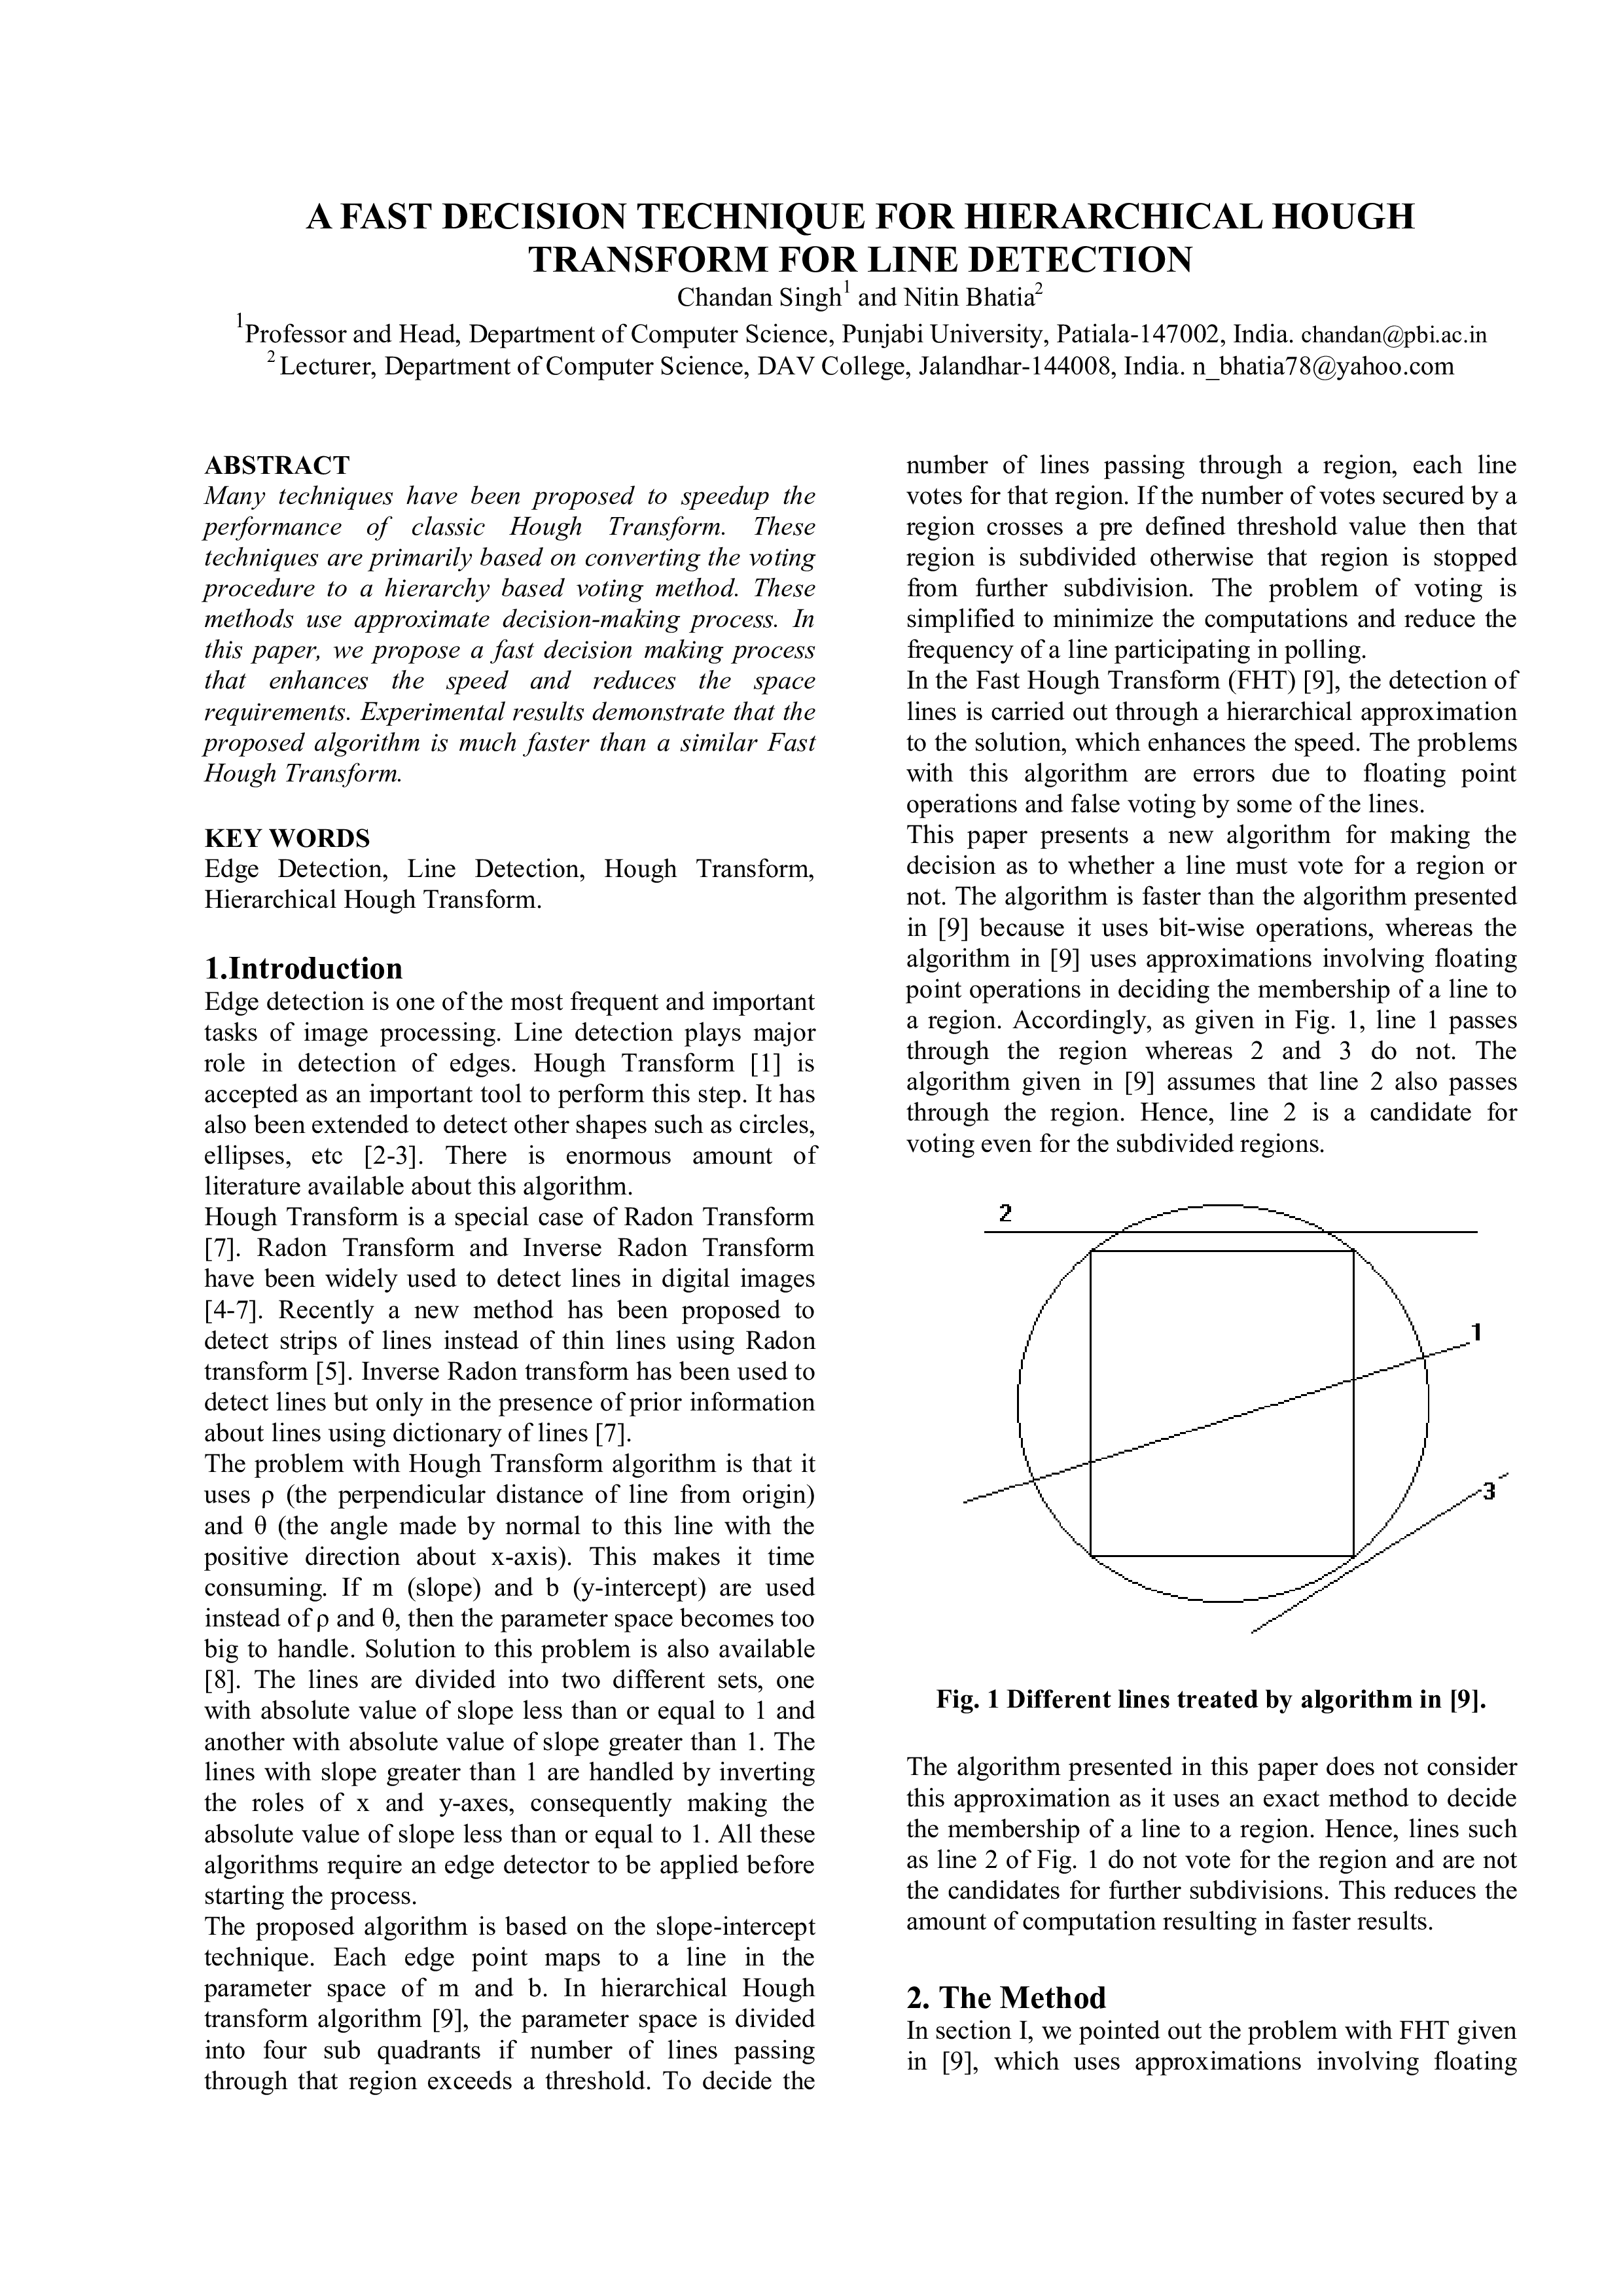 A FAST DECISION TECHNIQUE FOR HIERARCHICAL HOUGH
TRANSFORM FOR LINE DETECTION
Chandan Singh1 and Nitin Bhatia2
1Professor and Head, Department of Computer Science, Punjabi University, Patiala-147002, India. chandan@pbi.ac.in
2 Lecturer, Department of Computer Science, DAV College, Jalandhar-144008, India. n_bhatia78@yahoo.com
ABSTRACT
Many techniques have been proposed to speedup the
performance of classic Hough Transform. These
techniques are primarily based on converting the voting
procedure to a hierarchy based voting method. These
methods use approximate decision-making process. In
this paper, we propose a fast decision making process
that enhances the speed and reduces the space
requirements. Experimental results demonstrate that the
proposed algorithm is much faster than a similar Fast
Hough Transform.
KEY WORDS
Edge Detection, Line Detection, Hough Transform,
Hierarchical Hough Transform.
1.Introduction
Edge detection is one of the most frequent and important
tasks of image processing. Line detection plays major
role in detection of edges. Hough Transform [1] is
accepted as an important tool to perform this step. It has
also been extended to detect other shapes such as circles,
ellipses, etc [2-3]. There is enormous amount of
literature available about this algorithm.
Hough Transform is a special case of Radon Transform
[7]. Radon Transform and Inverse Radon Transform
have been widely used to detect lines in digital images
[4-7]. Recently a new method has been proposed to
detect strips of lines instead of thin lines using Radon
transform [5]. Inverse Radon transform has been used to
detect lines but only in the presence of prior information
about lines using dictionary of lines [7].
The problem with Hough Transform algorithm is that it
uses ρ (the perpendicular distance of line from origin)
and θ (the angle made by normal to this line with the
positive direction about x-axis). This makes it time
consuming. If m (slope) and b (y-intercept) are used
instead of ρ and θ, then the parameter space becomes too
big to handle. Solution to this problem is also available
[8]. The lines are divided into two different sets, one
with absolute value of slope less than or equal to 1 and
another with absolute value of slope greater than 1. The
lines with slope greater than 1 are handled by inverting
the roles of x and y-axes, consequently making the
absolute value of slope less than or equal to 1. All these
algorithms require an edge detector to be applied before
starting the process.
The proposed algorithm is based on the slope-intercept
technique. Each edge point maps to a line in the
parameter space of m and b. In hierarchical Hough
transform algorithm [9], the parameter space is divided
into four sub quadrants if number of lines passing
through that region exceeds a threshold. To decide the
number of lines passing through a region, each line
votes for that region. If the number of votes secured by a
region crosses a pre defined threshold value then that
region is subdivided otherwise that region is stopped
from further subdivision. The problem of voting is
simplified to minimize the computations and reduce the
frequency of a line participating in polling.
In the Fast Hough Transform (FHT) [9], the detection of
lines is carried out through a hierarchical approximation
to the solution, which enhances the speed. The problems
with this algorithm are errors due to floating point
operations and false voting by some of the lines.
This paper presents a new algorithm for making the
decision as to whether a line must vote for a region or
not. The algorithm is faster than the algorithm presented
in [9] because it uses bit-wise operations, whereas the
algorithm in [9] uses approximations involving floating
point operations in deciding the membership of a line to
a region. Accordingly, as given in Fig. 1, line 1 passes
through the region whereas 2 and 3 do not. The
algorithm given in [9] assumes that line 2 also passes
through the region. Hence, line 2 is a candidate for
voting even for the subdivided regions.
2
1
3
Fig. 1 Different lines treated by algorithm in [9].
The algorithm presented in this paper does not consider
this approximation as it uses an exact method to decide
the membership of a line to a region. Hence, lines such
as line 2 of Fig. 1 do not vote for the region and are not
the candidates for further subdivisions. This reduces the
amount of computation resulting in faster results.
2. The Method
In section I, we pointed out the problem with FHT given
in [9], which uses approximations involving floating